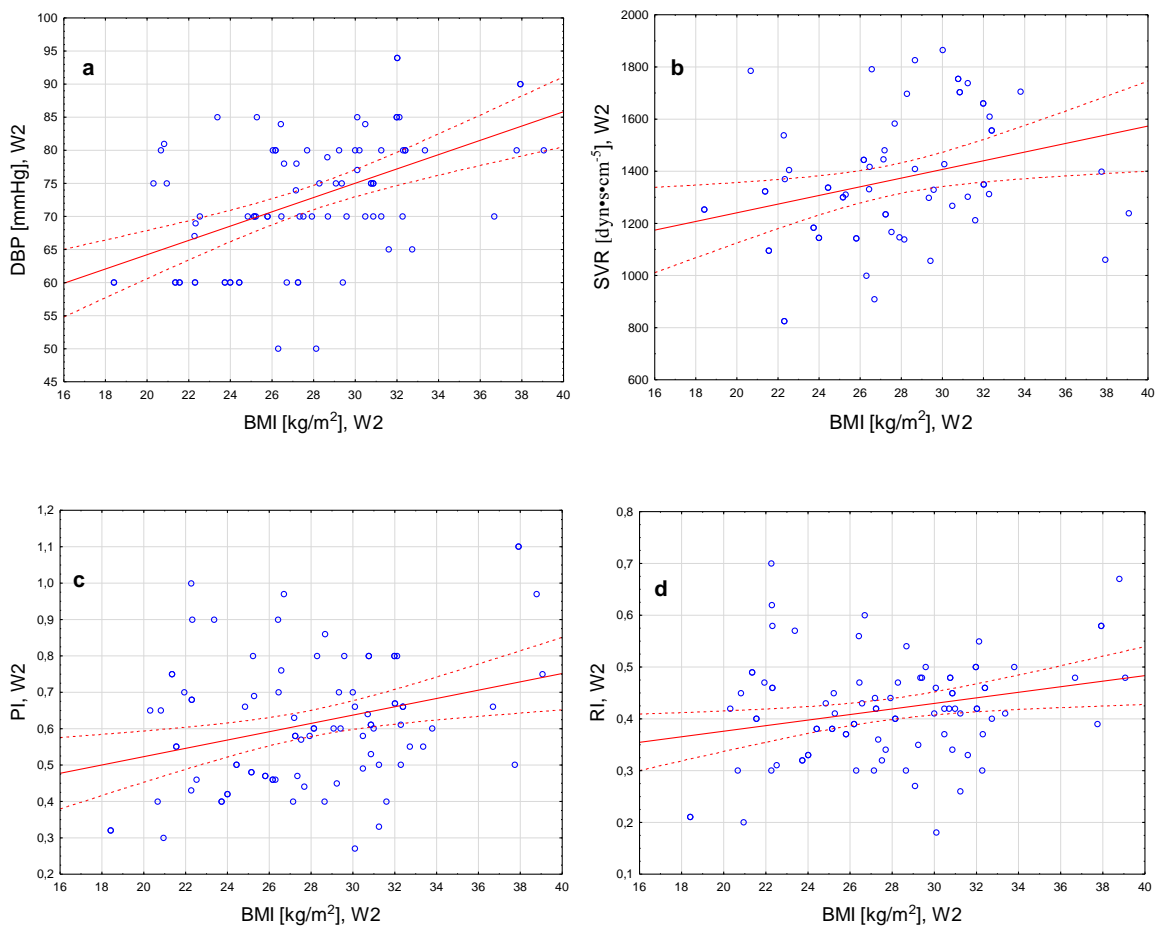 100
95
90
85
80
75
70
65
60
55
50
45
DBP [mmHg], W2
a
16 18 20 22 24 26 28 30 32 34 36 38 40
BMI [kg/m²], W2
2000
1800
1600
1400
1200
1000
800
600
SVR [dyn•s•cm⁻⁵], W2
b
16 18 20 22 24 26 28 30 32 34 36 38 40
BMI [kg/m²], W2
1,2
1,1
1,0
0,9
0,8
0,7
0,6
0,5
0,4
0,3
0,2
PI, W2
c
16 18 20 22 24 26 28 30 32 34 36 38 40
BMI [kg/m²], W2
0,8
0,7
0,6
0,5
0,4
0,3
0,2
0,1
RI, W2
d
16 18 20 22 24 26 28 30 32 34 36 38 40
BMI [kg/m²], W2